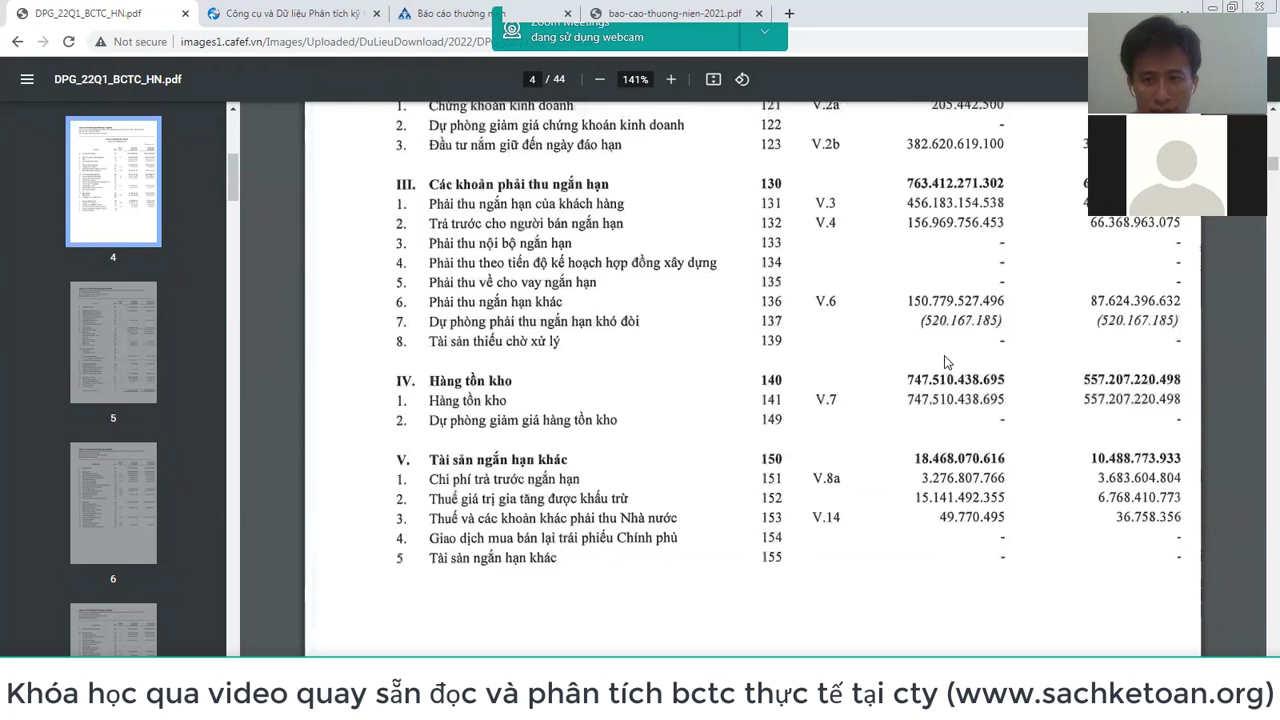 DPG_22Q1_BCTC_HN.pdf
Công cụ và Dữ liệu Phân tích kỹ t
Báo cáo thường niên
bao-cao-thuong-nien-2021.pdf
Zoom Meetings
đang sử dụng webcam
Not secure
images1.cafef.vn/Images/Uploaded/DuLieuDownload/2022/DPG
DPG_22Q1_BCTC_HN.pdf
4 / 44
141%
1. Chứng khoán kinh doanh 121 V.2a 205.442.500
2. Dự phòng giảm giá chứng khoán kinh doanh 122 -
3. Đầu tư nắm giữ đến ngày đáo hạn 123 V.2b 382.620.619.100
III. Các khoản phải thu ngắn hạn 130 763.412.271.302
1. Phải thu ngắn hạn của khách hàng 131 V.3 456.183.154.538
2. Trả trước cho người bán ngắn hạn 132 V.4 156.969.756.453 66.368.963.075
3. Phải thu nội bộ ngắn hạn 133 - -
4. Phải thu theo tiến độ kế hoạch hợp đồng xây dựng 134 - -
5. Phải thu về cho vay ngắn hạn 135 - -
6. Phải thu ngắn hạn khác 136 V.6 150.779.527.496 87.624.396.632
7. Dự phòng phải thu ngắn hạn khó đòi 137 (520.167.185) (520.167.185)
8. Tài sản thiếu chờ xử lý 139 - -
IV. Hàng tồn kho 140 747.510.438.695 557.207.220.498
1. Hàng tồn kho 141 V.7 747.510.438.695 557.207.220.498
2. Dự phòng giảm giá hàng tồn kho 149 - -
V. Tài sản ngắn hạn khác 150 18.468.070.616 10.488.773.933
1. Chi phí trả trước ngắn hạn 151 V.8a 3.276.807.766 3.683.604.804
2. Thuế giá trị gia tăng được khấu trừ 152 15.141.492.355 6.768.410.773
3. Thuế và các khoản khác phải thu Nhà nước 153 V.14 49.770.495 36.758.356
4. Giao dịch mua bán lại trái phiếu Chính phủ 154 - -
5 Tài sản ngắn hạn khác 155 - -
4
5
6
Khóa học qua video quay sẵn đọc và phân tích bctc thực tế tại cty (www.sachketoan.org)